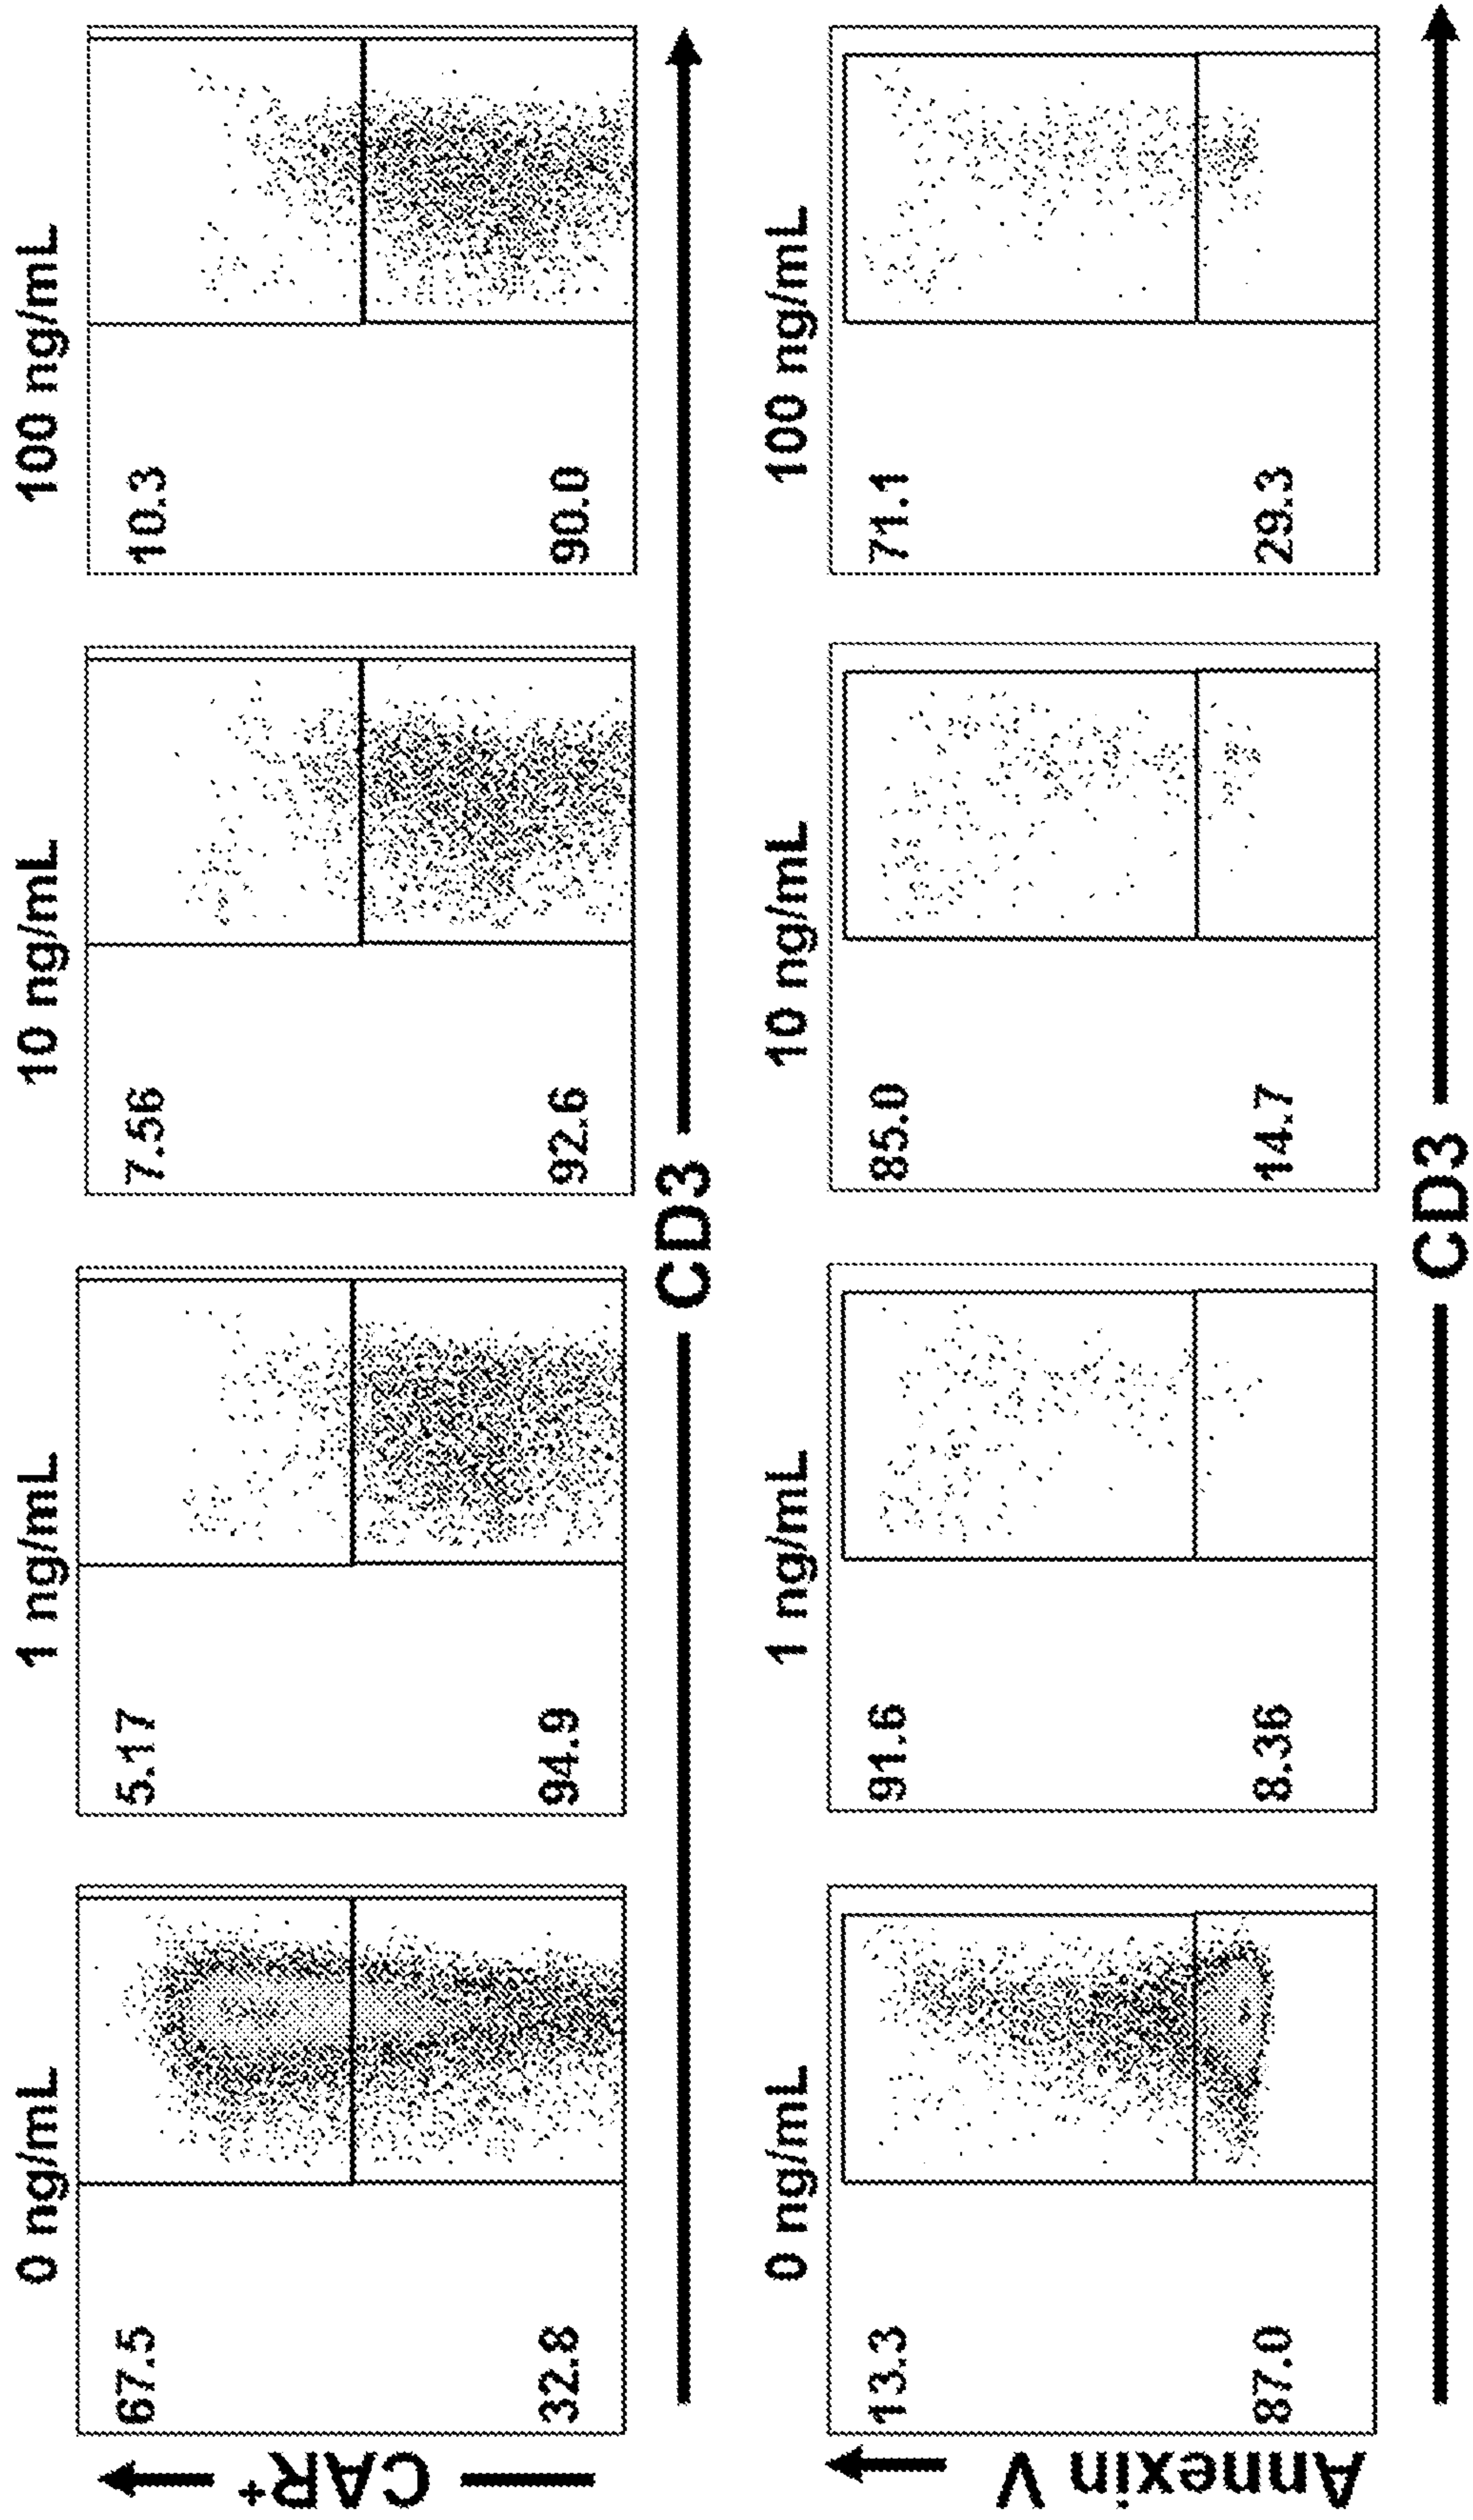 0 ng/mL 1 ng/mL 10 ng/mL 100 ng/mL
67.5 5.17 7.56 10.3
32.8 94.9 92.6 90.0
CAR+
CD3
0 ng/mL 1 ng/mL 10 ng/mL 100 ng/mL
13.3 91.6 85.0 71.1
87.0 8.36 14.7 29.3
Annexin V
CD3